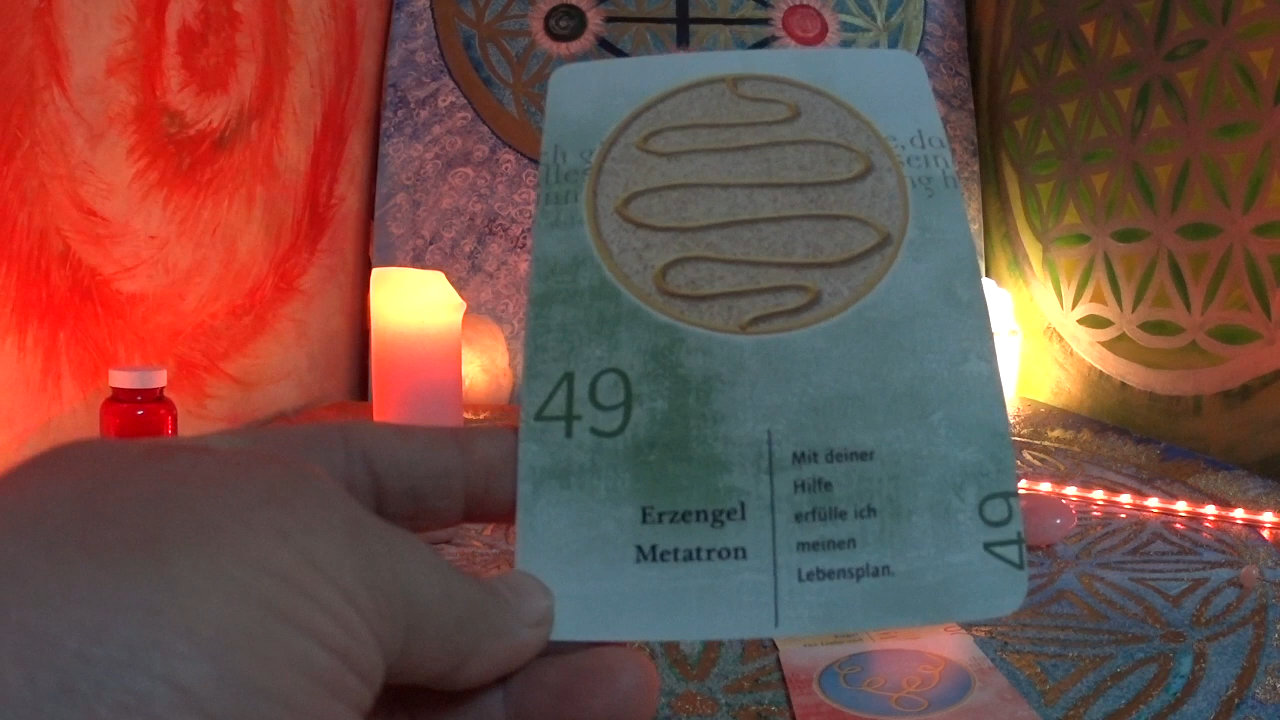 49
Erzengel
Metatron
Mit deiner
Hilfe
erfülle ich
meinen
Lebensplan.
49